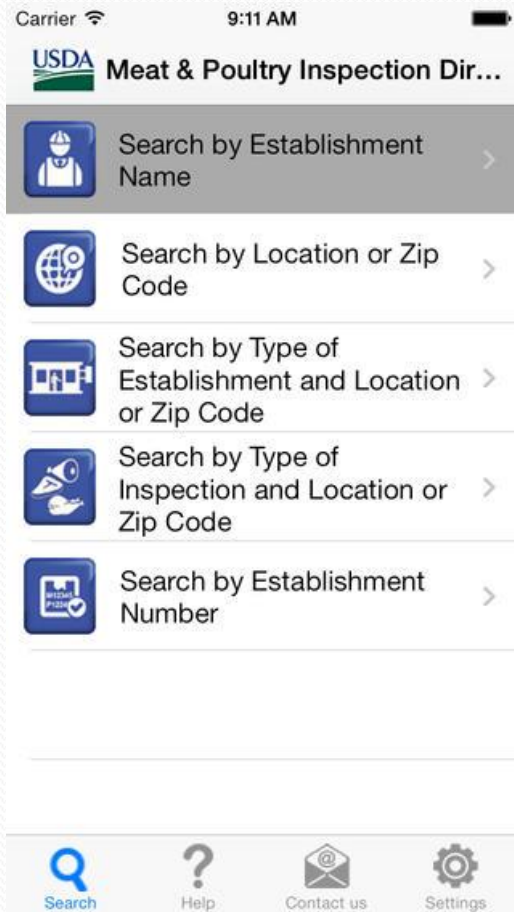 Carrier 9:11 AM
USDA Meat & Poultry Inspection Dir...
Search by Establishment
Name
Search by Location or Zip
Code
Search by Type of
Establishment and Location
or Zip Code
Search by Type of
Inspection and Location or
Zip Code
M12345
P1234
Search by Establishment
Number
Search Help Contact us Settings